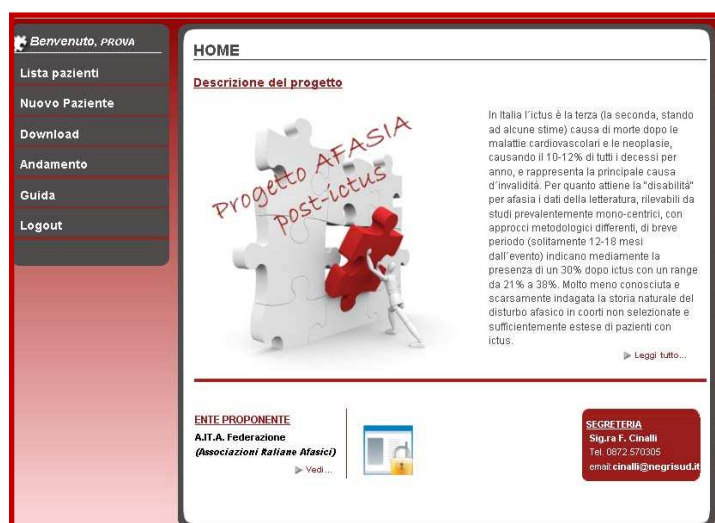 Benvenuto, PROVA
Lista pazienti
Nuovo Paziente
Download
Andamento
Guida
Logout
HOME
Descrizione del progetto
Progetto AFASIA
post-ictus
In Italia l´ictus è la terza (la seconda, stando
ad alcune stime) causa di morte dopo le
malattie cardiovascolari e le neoplasie,
causando il 10-12% di tutti i decessi per
anno, e rappresenta la principale causa
d´invalidità. Per quanto attiene la "disabilità"
per afasia i dati della letteratura, rilevabili da
studi prevalentemente mono-centrici, con
approcci metodologici differenti, di breve
periodo (solitamente 12-18 mesi
dall´evento) indicano mediamente la
presenza di un 30% dopo ictus con un range
da 21% a 38%. Molto meno conosciuta e
scarsamente indagata la storia naturale del
disturbo afasico in coorti non selezionate e
sufficientemente estese di pazienti con
ictus.
Leggi tutto...
ENTE PROPONENTE
A.IT.A. Federazione
(Associazioni Italiane Afasici)
Vedi...
SEGRETERIA
Sig.ra F. Cinalli
Tel. 0872.570305
email:cinalli@negrisud.it